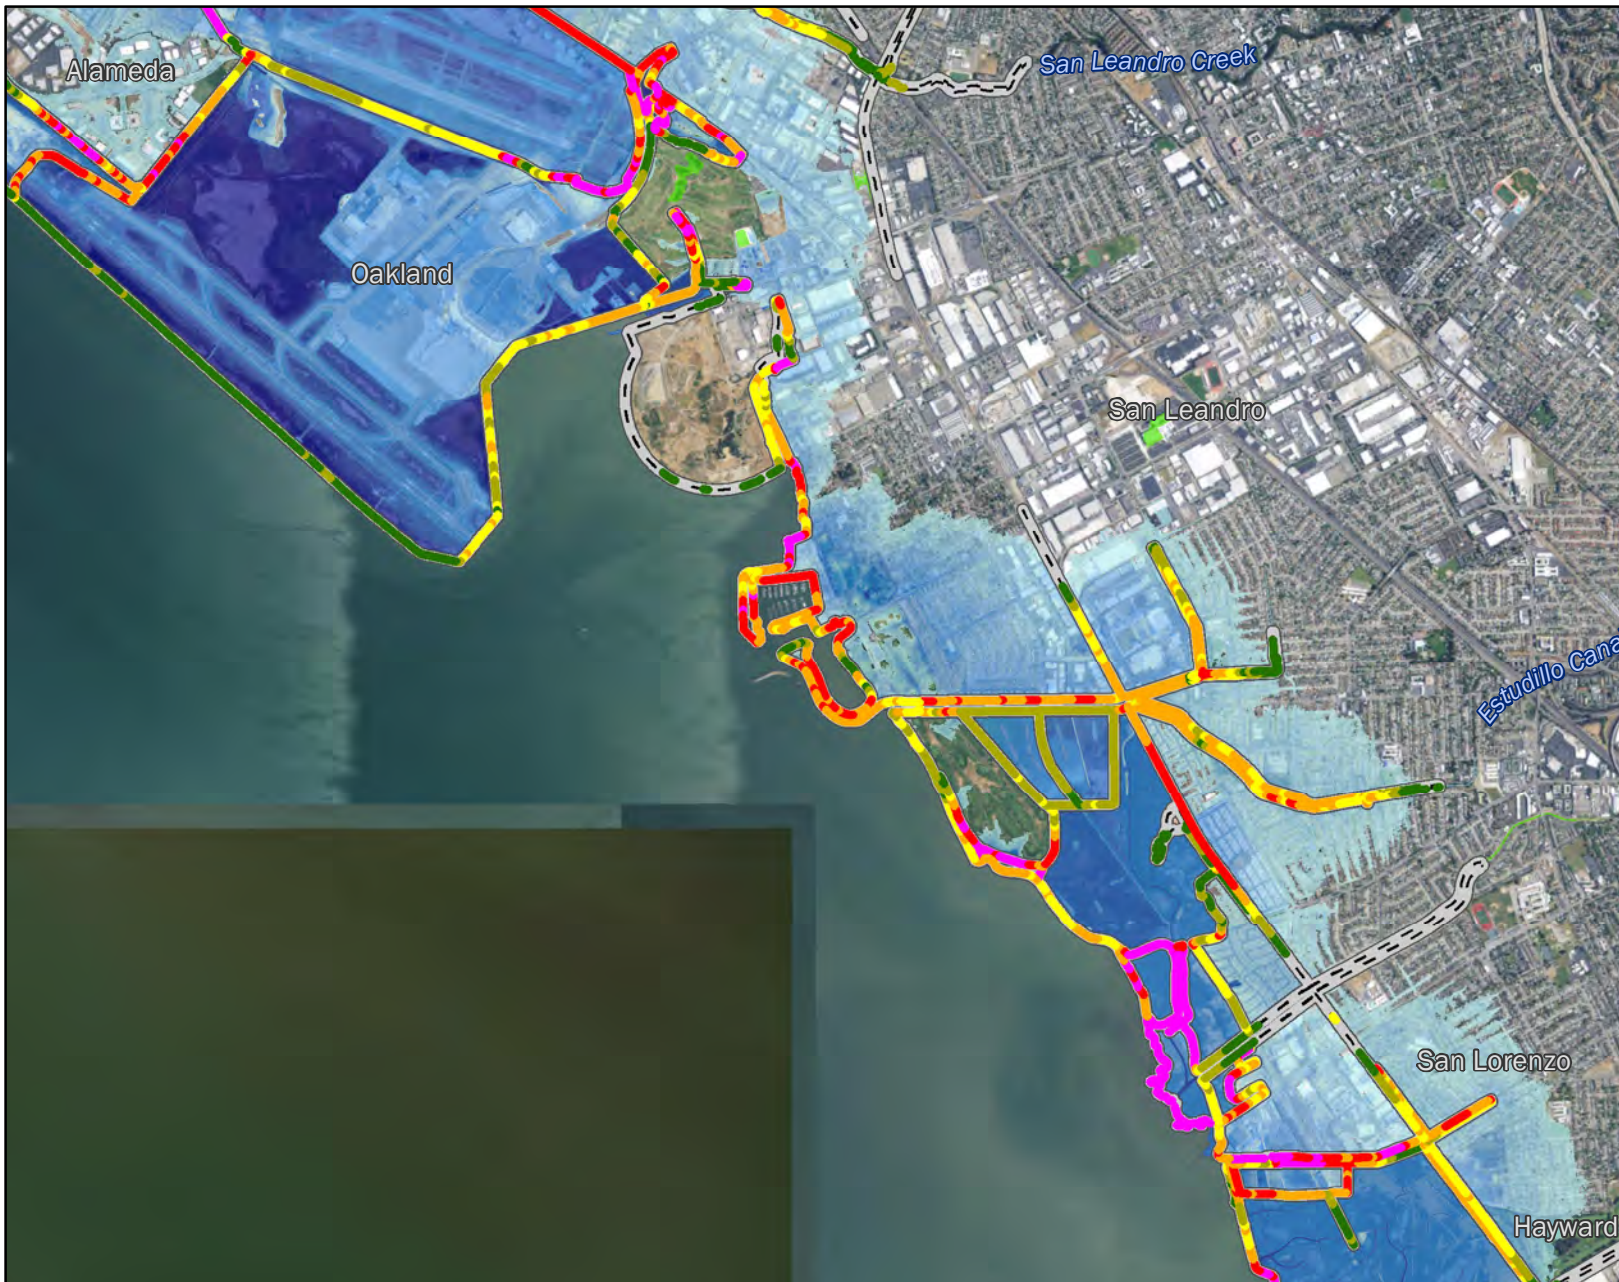 San Leandro Creek
Alameda
Oakland
San Leandro
Estudillo Cana
San Lorenzo
Hayward